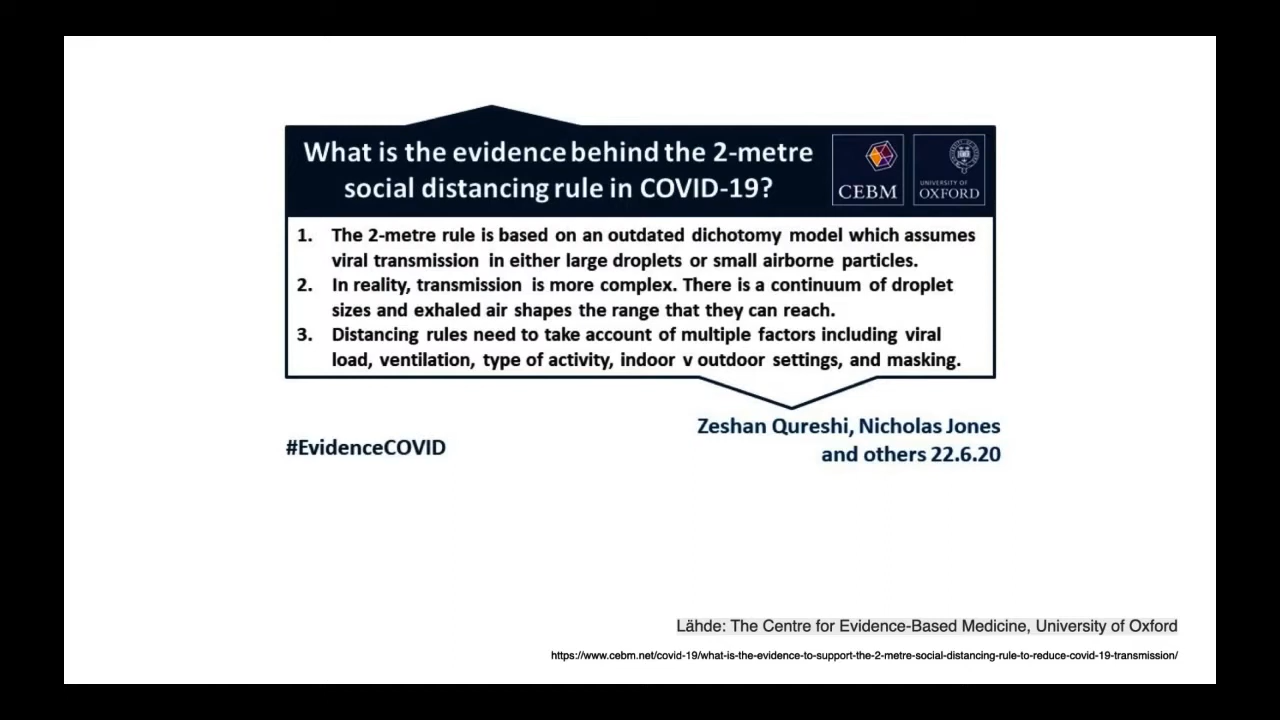 What is the evidence behind the 2-metre
social distancing rule in COVID-19?
CEBM
UNIVERSITY OF
OXFORD
1. The 2-metre rule is based on an outdated dichotomy model which assumes
viral transmission in either large droplets or small airborne particles.
2. In reality, transmission is more complex. There is a continuum of droplet
sizes and exhaled air shapes the range that they can reach.
3. Distancing rules need to take account of multiple factors including viral
load, ventilation, type of activity, indoor v outdoor settings, and masking.
Zeshan Qureshi, Nicholas Jones
and others 22.6.20
#EvidenceCOVID
Lähde: The Centre for Evidence-Based Medicine, University of Oxford
https://www.cebm.net/covid-19/what-is-the-evidence-to-support-the-2-metre-social-distancing-rule-to-reduce-covid-19-transmission/